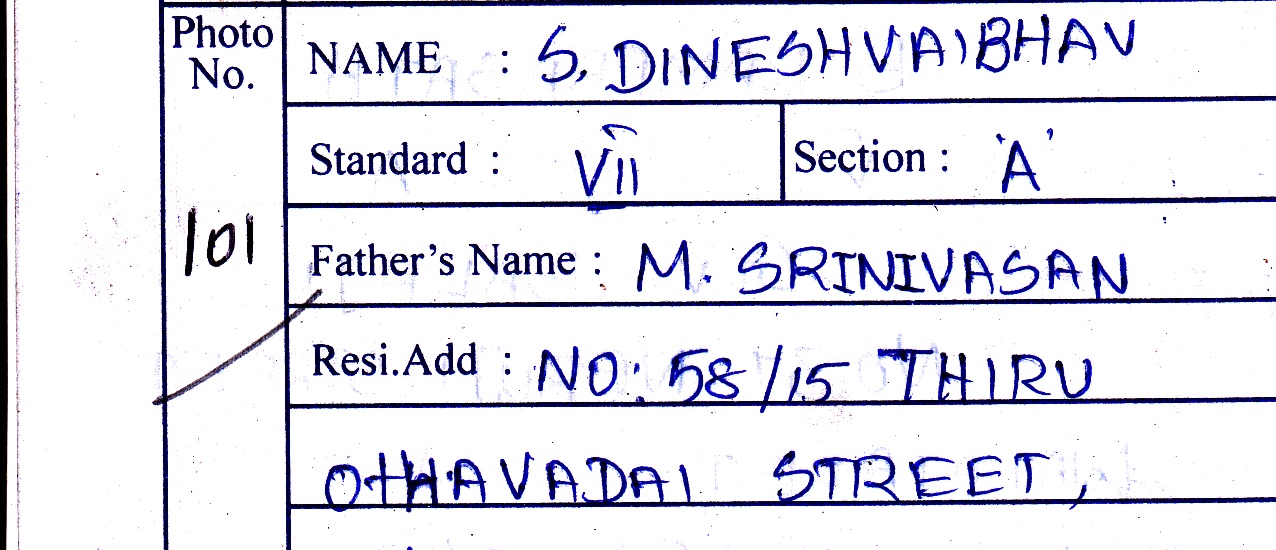 Photo No.
NAME : S. DINESHVAIBHAV
Standard : VII
Section : 'A'
101
Father's Name : M. SRINIVASAN
Resi.Add : NO: 58/15 THIRU
OTHAVADAI STREET,